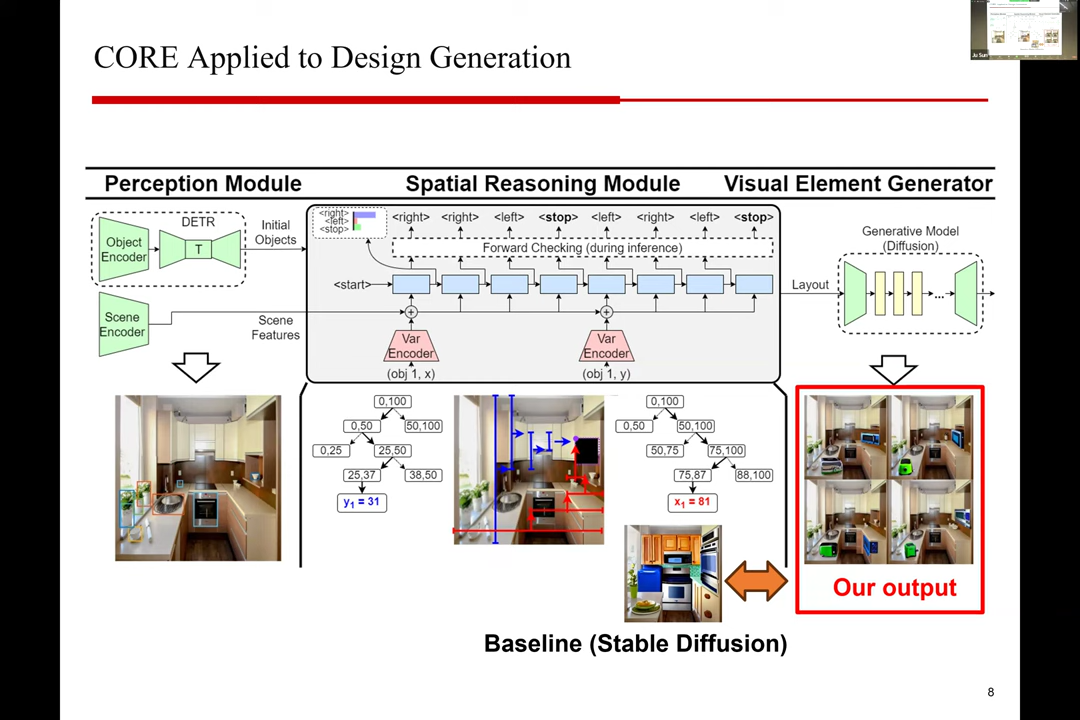 CORE Applied to Design Generation
Perception Module
Spatial Reasoning Module
Visual Element Generator
DETR
Object
Encoder
T
Initial
Objects
Scene
Encoder
Scene
Features
<right>
<left>
<stop>
<right> <right> <left> <stop> <left> <right> <left> <stop>
Forward Checking (during inference)
<start>
+
+
Var
Encoder
(obj 1, x)
Var
Encoder
(obj 1, y)
Layout
Generative Model
(Diffusion)
...
0,100
0,50 50,100
0,25 25,50
25,37 38,50
y1 = 31
0,100
0,50 50,100
50,75 75,100
75,87 88,100
x1 = 81
Our output
Baseline (Stable Diffusion)
8
Ju Sun